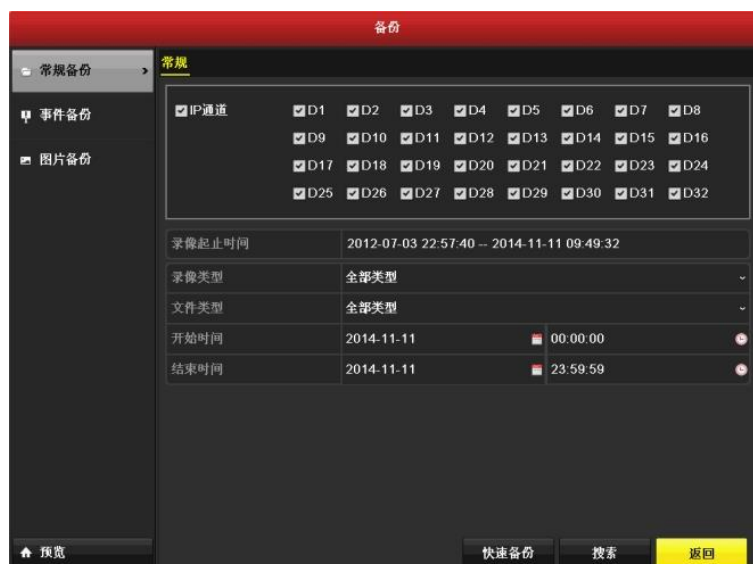 备份
常规备份
事件备份
图片备份
常规
IP通道 D1 D2 D3 D4 D5 D6 D7 D8
D9 D10 D11 D12 D13 D14 D15 D16
D17 D18 D19 D20 D21 D22 D23 D24
D25 D26 D27 D28 D29 D30 D31 D32
录像起止时间 2012-07-03 22:57:40 -- 2014-11-11 09:49:32
录像类型 全部类型
文件类型 全部类型
开始时间 2014-11-11 00:00:00
结束时间 2014-11-11 23:59:59
预览 快速备份 搜索 返回